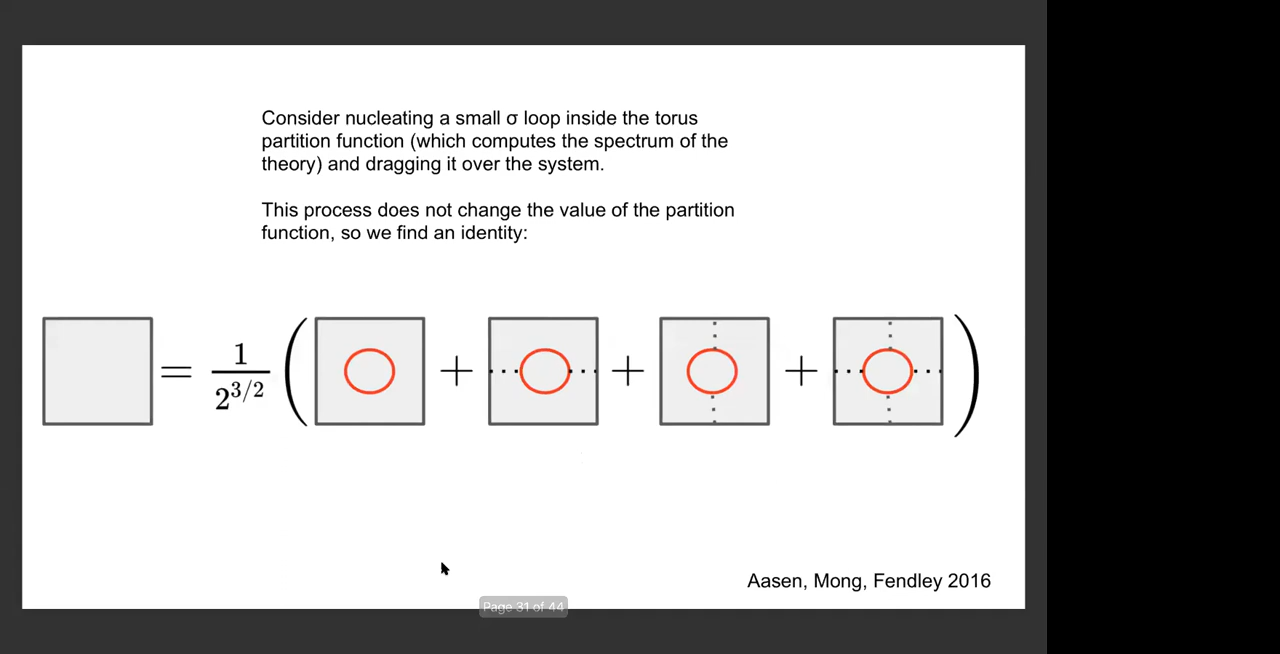 Consider nucleating a small σ loop inside the torus
partition function (which computes the spectrum of the
theory) and dragging it over the system.
This process does not change the value of the partition
function, so we find an identity:
= 1/2^{3/2} ( + + + )
Aasen, Mong, Fendley 2016
Page 31 of 44